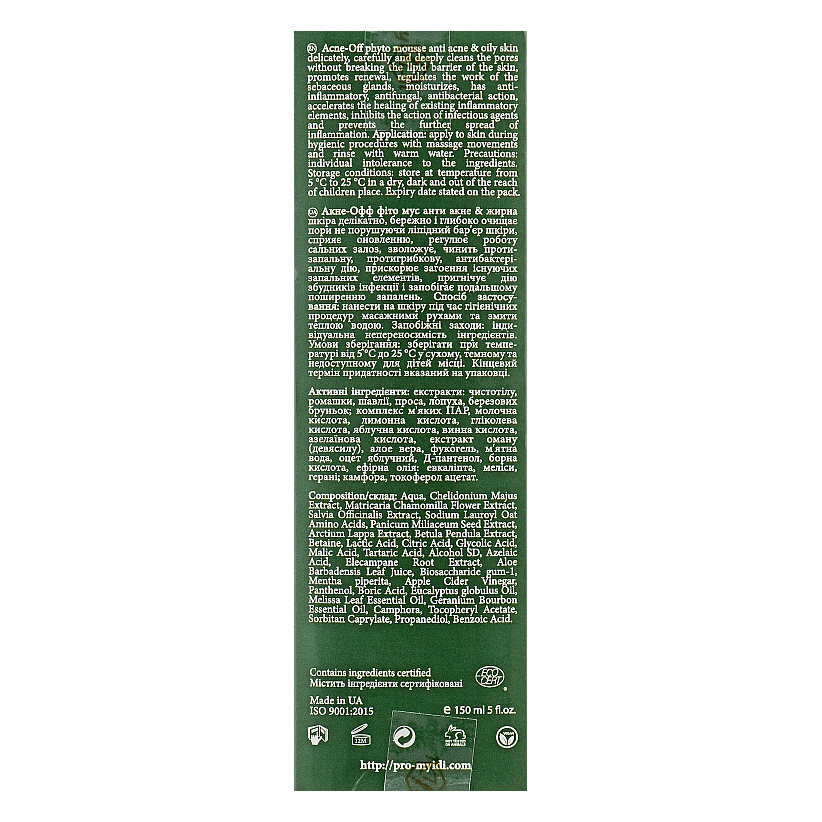 EN Acne-Off phyto mousse anti acne & oily skin
delicately, carefully and deeply cleans the pores
without breaking the lipid barrier of the skin,
promotes renewal, regulates the work of the
sebaceous glands, moisturizes, has anti-
inflammatory, antifungal, antibacterial action,
accelerates the healing of existing inflammatory
elements, inhibits the action of infectious agents
and prevents the further spread of
inflammation. Application: apply to skin during
hygienic procedures with massage movements
and rinse with warm water. Precautions:
individual intolerance to the ingredients.
Storage conditions: store at temperature from
5 °C to 25 °C in a dry, dark and out of the reach
of children place. Expiry date stated on the pack.
UA Акне-Офф фіто мус анти акне & жирна
шкіра делікатно, бережно і глибоко очищає
пори не порушуючи ліпідний бар'єр шкіри,
сприяє оновленню, регулює роботу
сальних залоз, зволожує, чинить проти-
запальну, протигрибкову, антибактері-
альну дію, прискорює загоєння існуючих
запальних елементів, пригнічує дію
збудників інфекції і запобігає подальшому
поширенню запалень. Спосіб застосу-
вання: нанести на шкіру під час гігієнічних
процедур масажними рухами та змити
теплою водою. Запобіжні заходи: інди-
відуальна непереносимість інгредієнтів.
Умови зберігання: зберігати при темпе-
ратурі від 5 °C до 25 °C у сухому, темному та
недоступному для дітей місці. Кінцевий
термін придатності вказаний на упаковці.
Активні інгредієнти: екстракти: чистотілу,
ромашки, шавлії, проса, лопуха, березових
бруньок; комплекс м'яких ПАР, молочна
кислота, лимонна кислота, гліколева
кислота, яблучна кислота, винна кислота,
азелаїнова кислота, екстракт оману
(девясилу), алое вера, фукогель, м'ятна
вода, оцет яблучний, Д-пантенол, борна
кислота, ефірна олія: евкаліпта, меліси,
герані; камфора, токоферол ацетат.
Composition/склад: Aqua, Chelidonium Majus
Extract, Matricaria Chamomilla Flower Extract,
Salvia Officinalis Extract, Sodium Lauroyl Oat
Amino Acids, Panicum Miliaceum Seed Extract,
Arctium Lappa Extract, Betula Pendula Extract,
Betaine, Lactic Acid, Citric Acid, Glycolic Acid,
Malic Acid, Tartaric Acid, Alcohol SD, Azelaic
Acid, Elecampane Root Extract, Aloe
Barbadensis Leaf Juice, Biosaccharide gum-1,
Mentha piperita, Apple Cider Vinegar,
Panthenol, Boric Acid, Eucalyptus globulus Oil,
Melissa Leaf Essential Oil, Geranium Bourbon
Essential Oil, Camphora, Tocopheryl Acetate,
Sorbitan Caprylate, Propanediol, Benzoic Acid.
Contains ingredients certified
Містить інгредієнти сертифіковані
ECO
CERT
Made in UA
ISO 9001:2015
e 150 ml 5 fl.oz.
12M
NOT TESTED
ON ANIMALS
VEGAN
http://pro-myidi.com